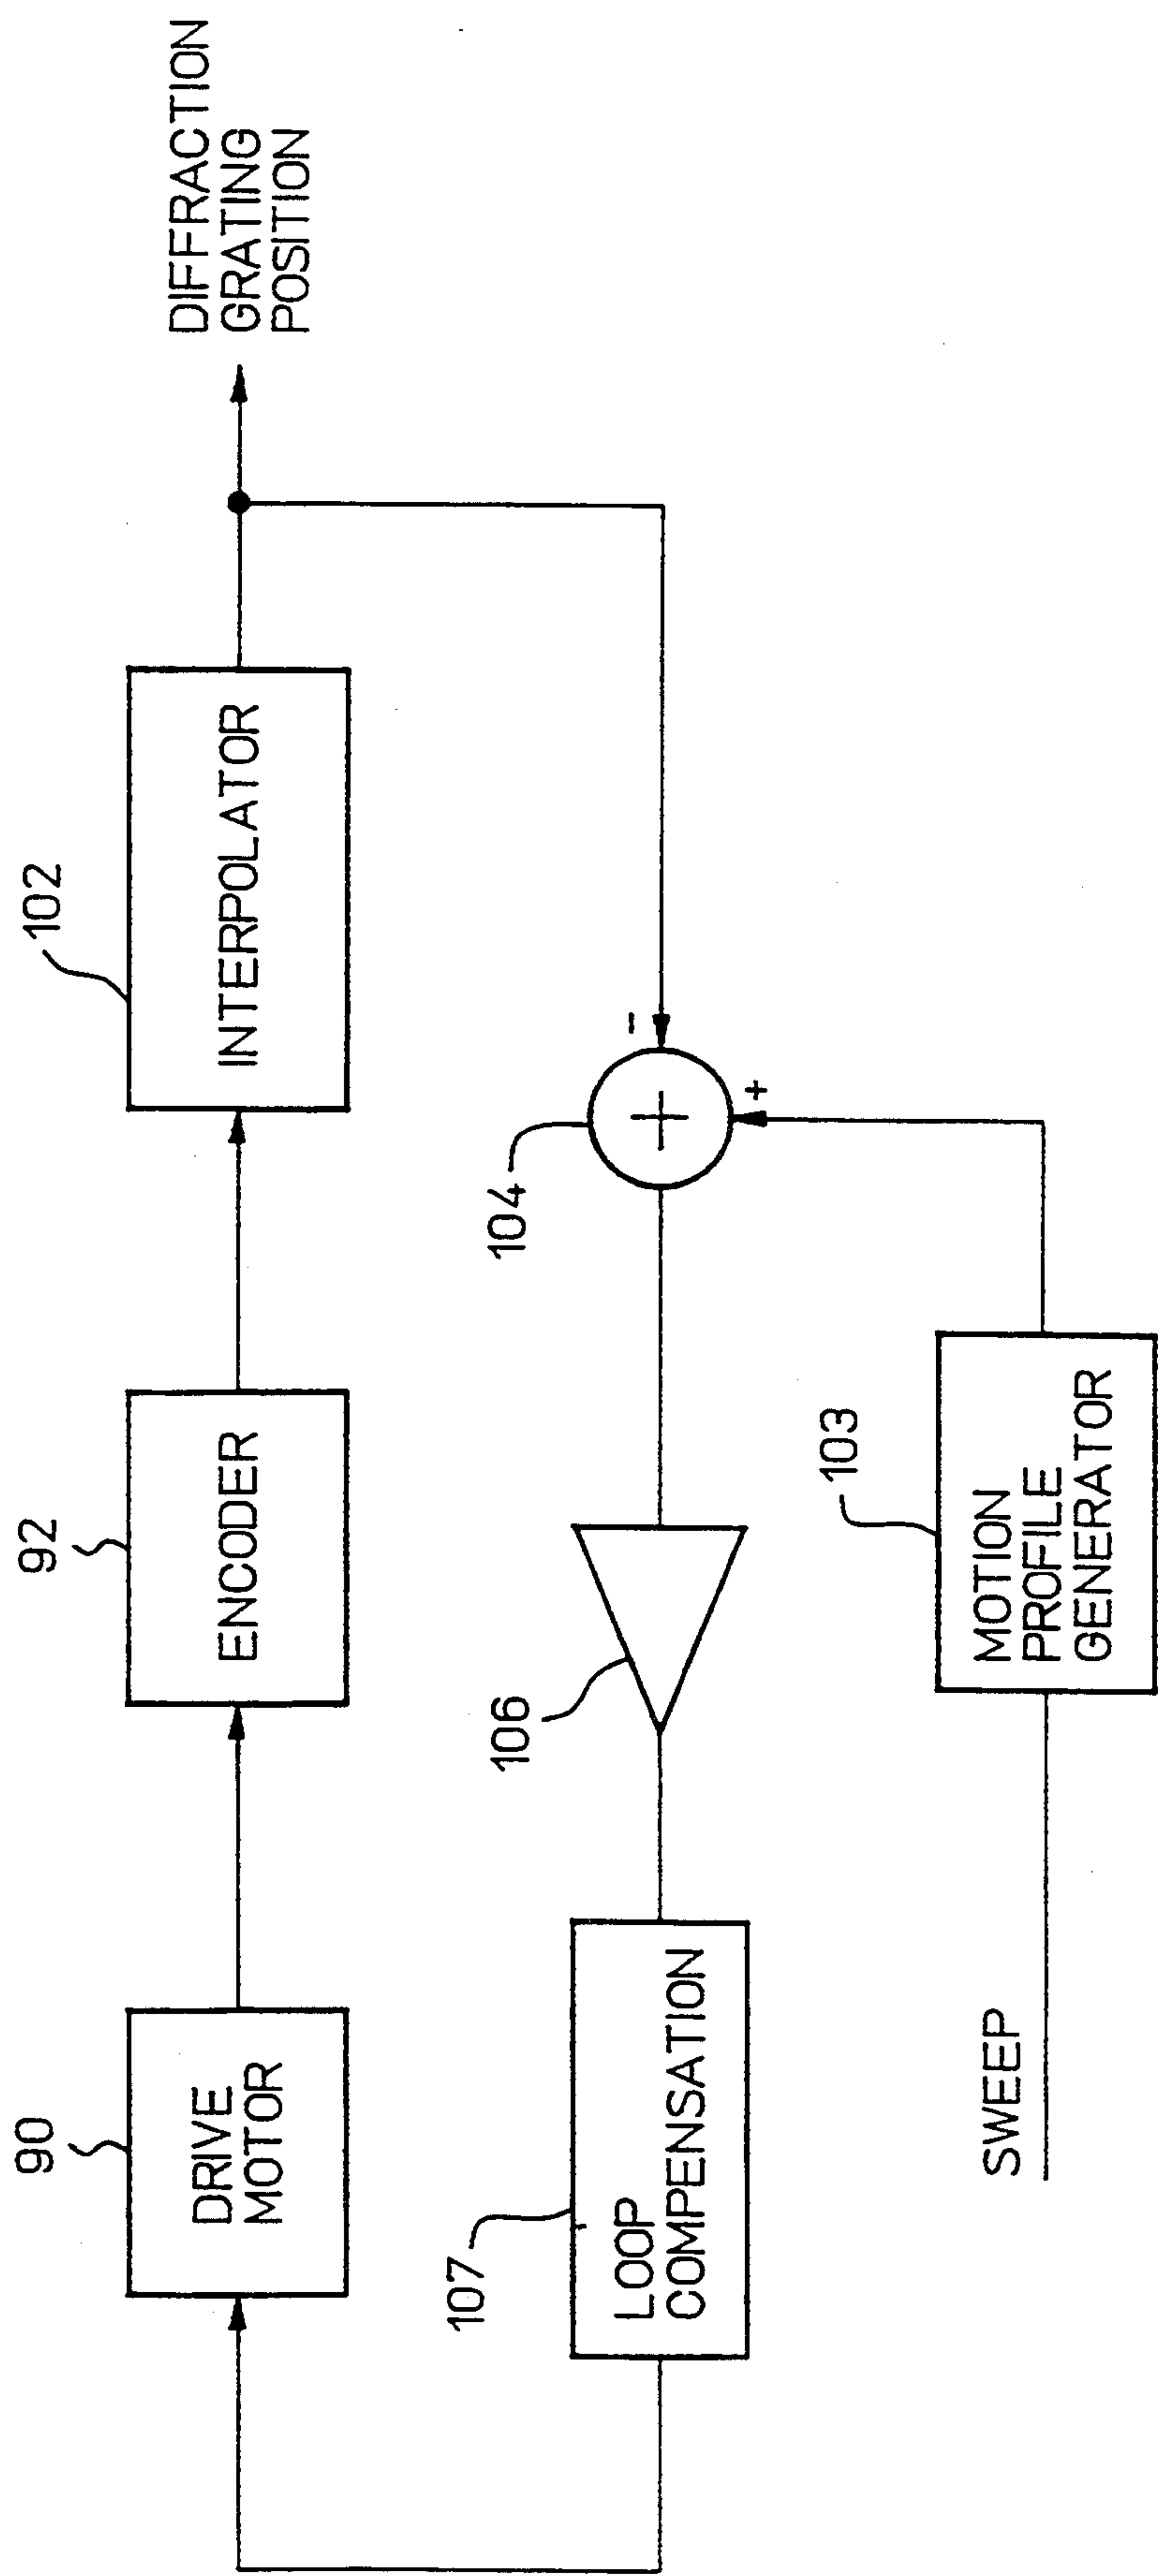 90
DRIVE
MOTOR
92
ENCODER
102
INTERPOLATOR
DIFFRACTION
GRATING
POSITION
107
LOOP
COMPENSATION
106
104
-
+
+
103
MOTION
PROFILE
GENERATOR
SWEEP